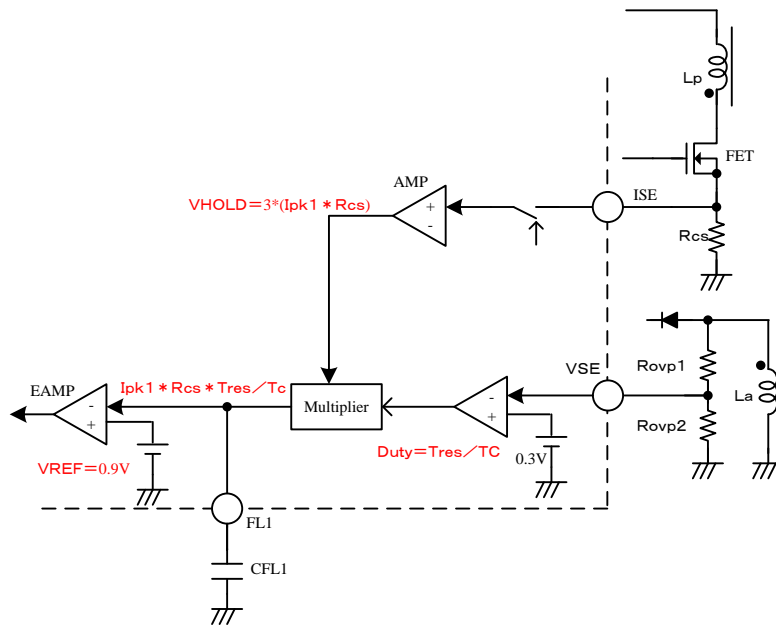 Lp
FET
AMP
ISE
VHOLD=3*(Ipk1*Rcs)
+
-
Rcs
VSE
Rovp1
La
EAMP
Ipk1*Rcs*Tres/Tc
Multiplier
-
+
-
+
Rovp2
Duty=Tres/TC
0.3V
VREF=0.9V
FL1
CFL1